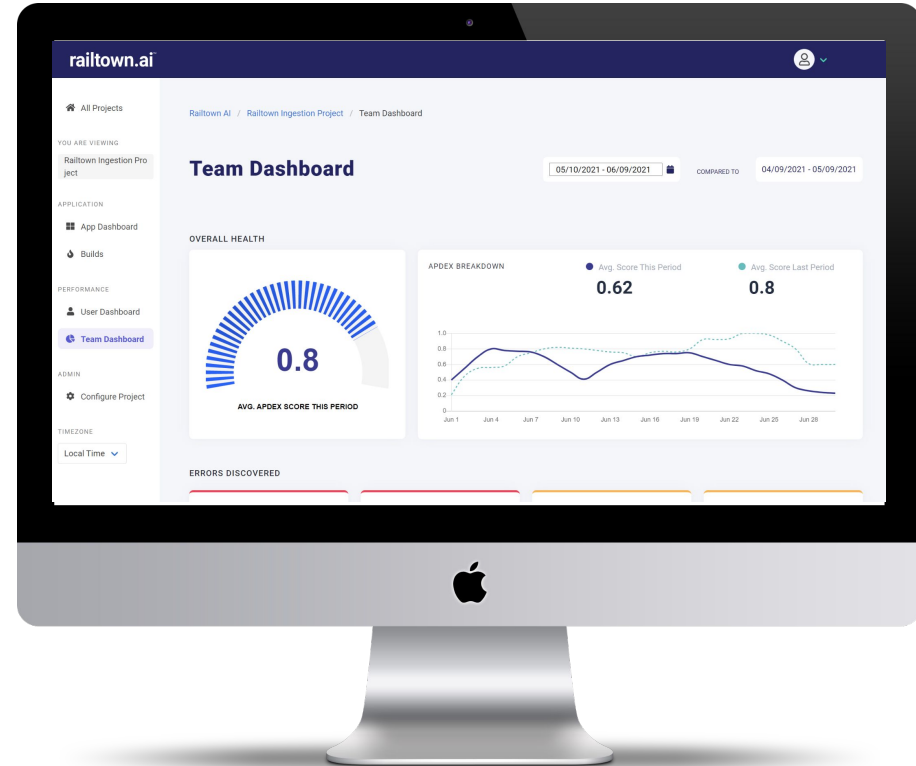 railtown.ai
All Projects
YOU ARE VIEWING
Railtown Ingestion Pro
ject
APPLICATION
App Dashboard
Builds
PERFORMANCE
User Dashboard
Team Dashboard
ADMIN
Configure Project
TIMEZONE
Local Time
Railtown AI / Railtown Ingestion Project / Team Dashboard
Team Dashboard
05/10/2021 - 06/09/2021
COMPARED TO
04/09/2021 - 05/09/2021
OVERALL HEALTH
0.8
AVG. APDEX SCORE THIS PERIOD
APDEX BREAKDOWN
Avg. Score This Period
0.62
Avg. Score Last Period
0.8
1.0
0.8
0.6
0.4
0.2
0
Jun 1 Jun 4 Jun 7 Jun 10 Jun 13 Jun 16 Jun 19 Jun 22 Jun 25 Jun 28
ERRORS DISCOVERED